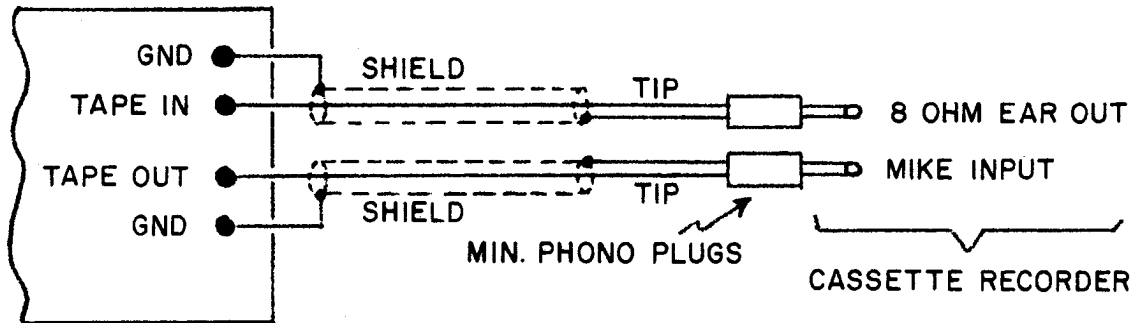 GND
SHIELD
TIP
TAPE IN
8 OHM EAR OUT
TAPE OUT
MIKE INPUT
TIP
SHIELD
GND
MIN. PHONO PLUGS
CASSETTE RECORDER